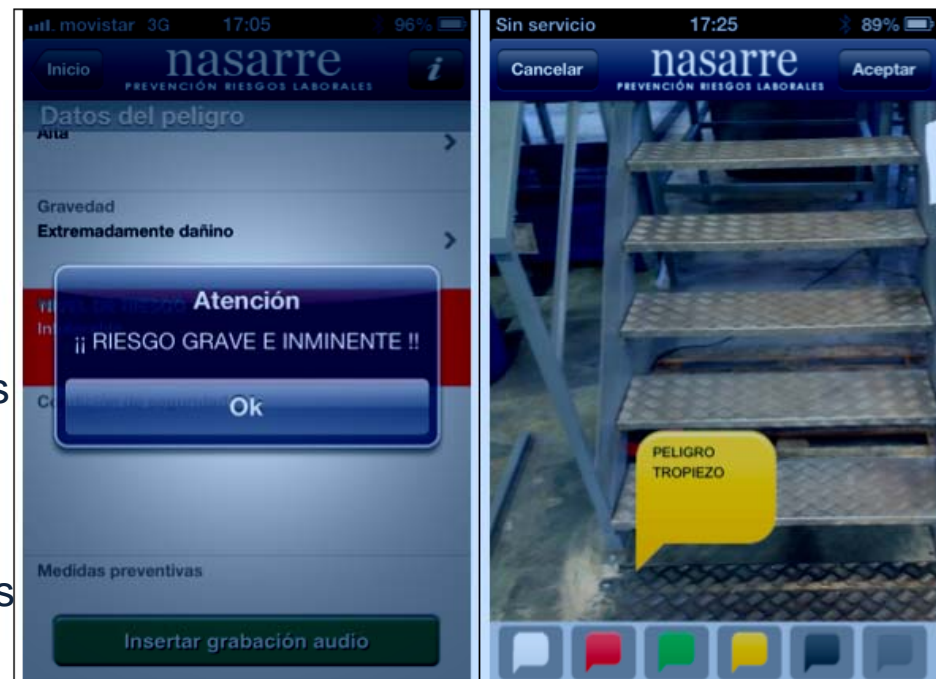 movistar 3G 17:05 96%
Inicio nasarre i
PREVENCIÓN RIESGOS LABORALES
Datos del peligro
Alta
Gravedad
Extremadamente dañino
Atención
¡¡ RIESGO GRAVE E INMINENTE !!
Ok
Medidas preventivas
Insertar grabación audio
s
s
Sin servicio 17:25 89%
Cancelar nasarre Aceptar
PREVENCIÓN RIESGOS LABORALES
PELIGRO
TROPIEZO